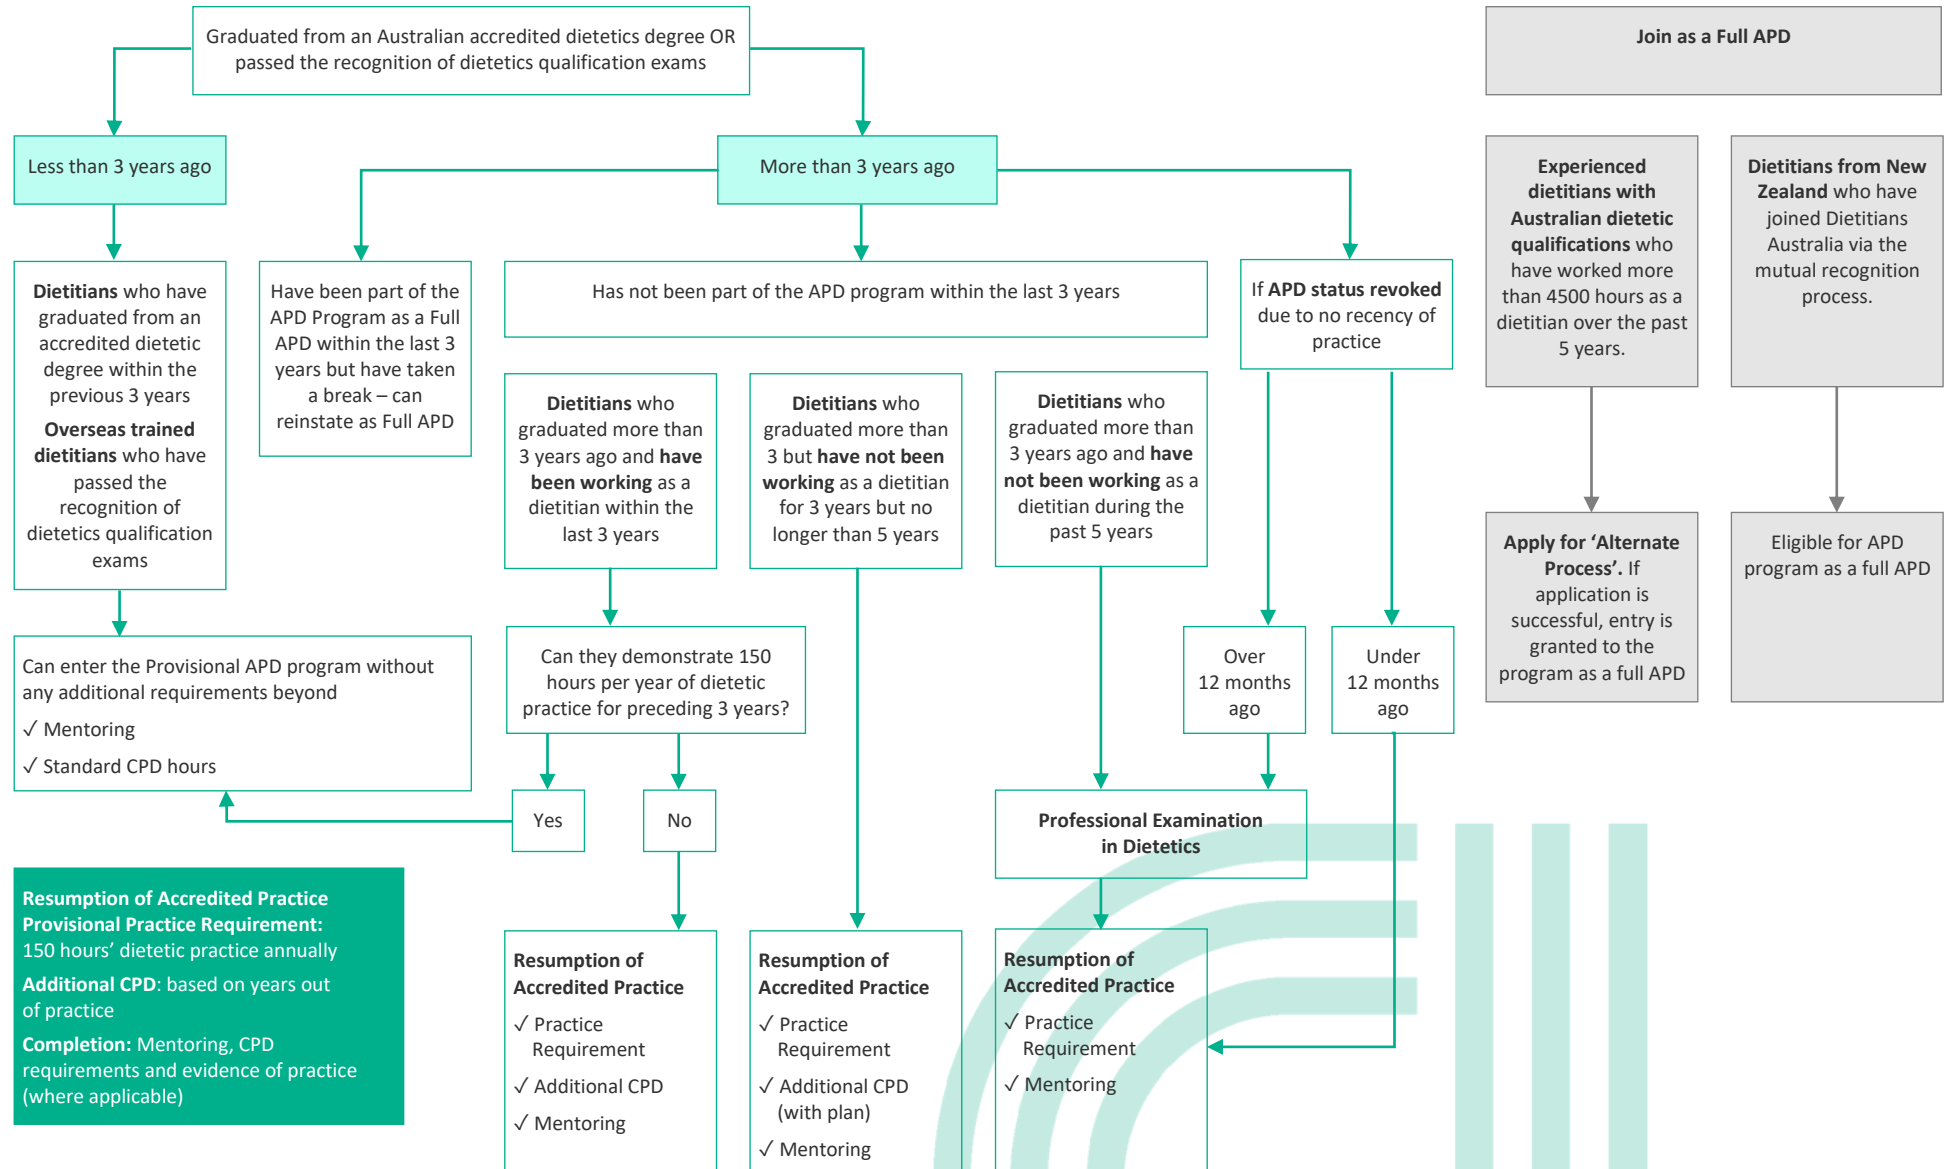 Graduated from an Australian accredited dietetics degree OR
passed the recognition of dietetics qualification exams
Join as a Full APD
Less than 3 years ago
More than 3 years ago
Experienced
dietitians with
Australian dietetic
qualifications who
have worked more
than 4500 hours as a
dietitian over the past
5 years.
Dietitians from New
Zealand who have
joined Dietitians
Australia via the
mutual recognition
process.
Dietitians who have
graduated from an
accredited dietetic
degree within the
previous 3 years
Overseas trained
dietitians who have
passed the
recognition of
dietetics qualification
exams
Have been part of the
APD Program as a Full
APD within the last 3
years but have taken
a break – can
reinstate as Full APD
Has not been part of the APD program within the last 3 years
If APD status revoked
due to no recency of
practice
Dietitians who
graduated more than
3 years ago and have
been working as a
dietitian within the
last 3 years
Dietitians who
graduated more than
3 but have not been
working as a dietitian
for 3 years but no
longer than 5 years
Dietitians who
graduated more than
3 years ago and have
not been working as a
dietitian during the
past 5 years
Apply for ‘Alternate
Process’. If
application is
successful, entry is
granted to the
program as a full APD
Eligible for APD
program as a full APD
Can enter the Provisional APD program without
any additional requirements beyond
✓ Mentoring
✓ Standard CPD hours
Can they demonstrate 150
hours per year of dietetic
practice for preceding 3 years?
Over
12 months
ago
Under
12 months
ago
Yes
No
Professional Examination
in Dietetics
Resumption of Accredited Practice
Provisional Practice Requirement:
150 hours’ dietetic practice annually
Additional CPD: based on years out
of practice
Completion: Mentoring, CPD
requirements and evidence of practice
(where applicable)
Resumption of
Accredited Practice
✓ Practice
Requirement
✓ Additional CPD
✓ Mentoring
Resumption of
Accredited Practice
✓ Practice
Requirement
✓ Additional CPD
(with plan)
✓ Mentoring
Resumption of
Accredited Practice
✓ Practice
Requirement
✓ Mentoring